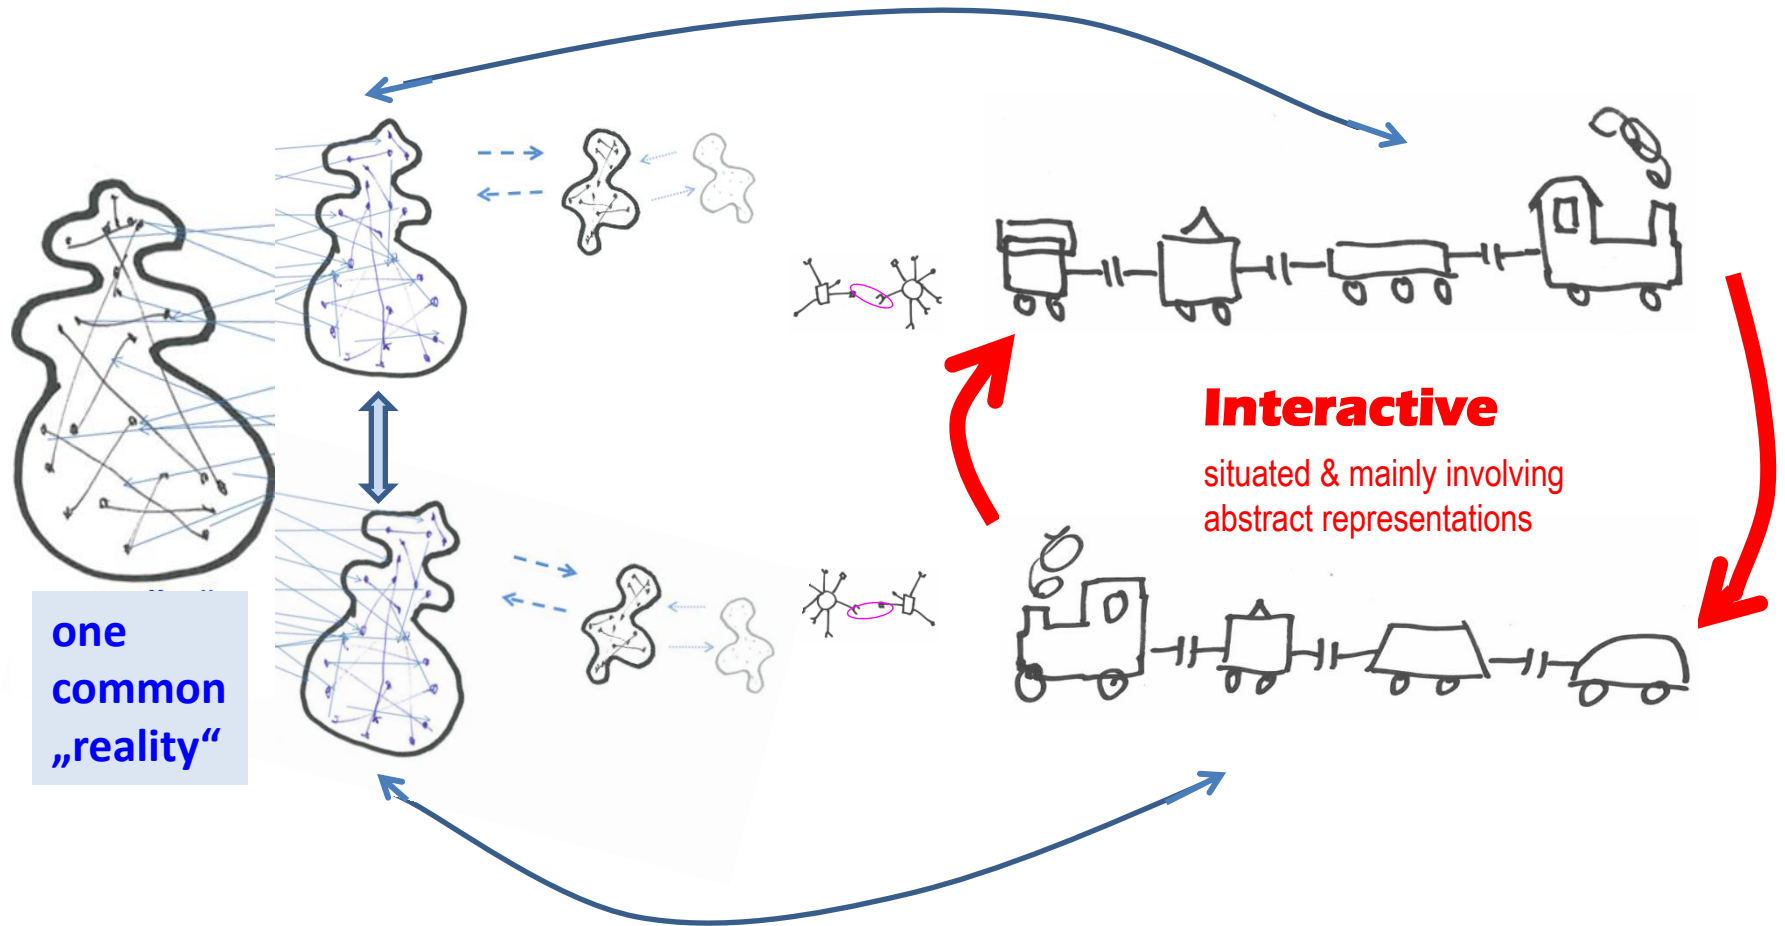 Interactive
situated & mainly involving
abstract representations
one
common
„reality“